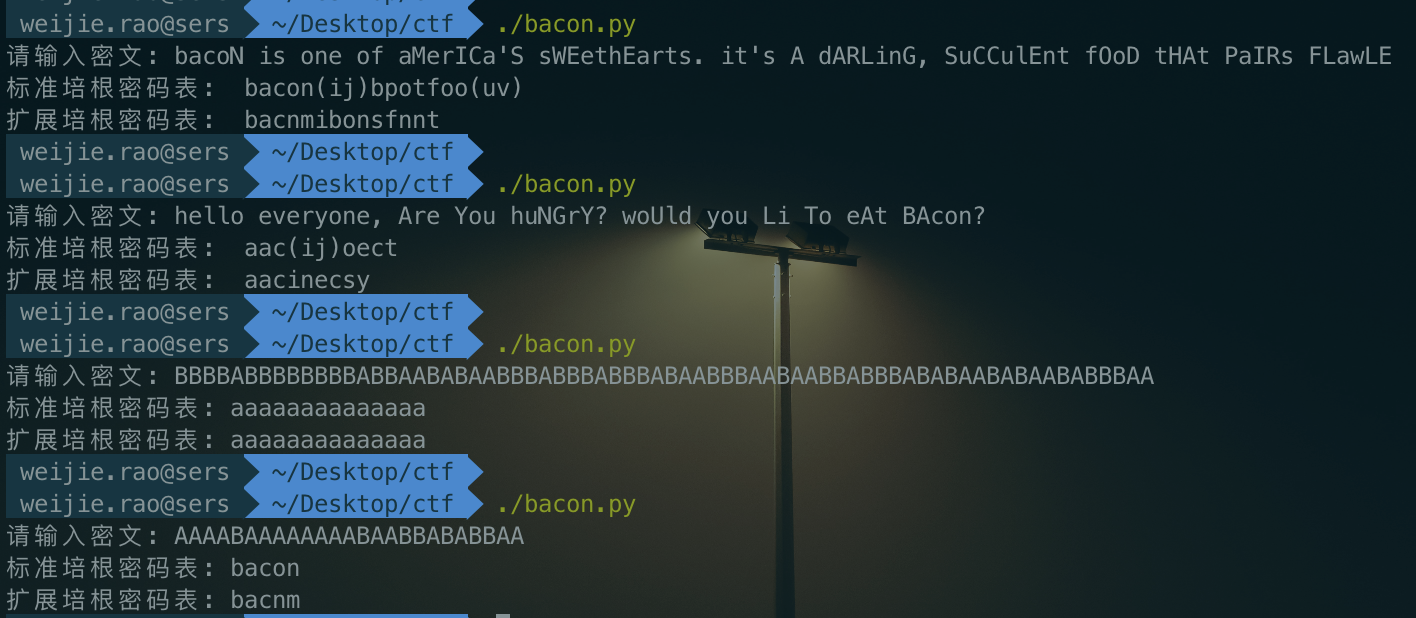 weijie.rao@sers ~/Desktop/ctf ./bacon.py
请输入密文: bacoN is one of aMerICa'S sWEethEarts. it's A dARLinG, SuCCulEnt fOoD tHAt PaIRs FLawLE
标准培根密码表:  bacon(ij)bpotfoo(uv)
扩展培根密码表:  bacnmibonsfnnt
weijie.rao@sers ~/Desktop/ctf
weijie.rao@sers ~/Desktop/ctf ./bacon.py
请输入密文: hello everyone, Are You huNGrY? woUld you Li To eAt BAcon?
标准培根密码表:  aac(ij)oect
扩展培根密码表:  aacinecsy
weijie.rao@sers ~/Desktop/ctf
weijie.rao@sers ~/Desktop/ctf ./bacon.py
请输入密文: BBBBABBBBBBBBABBAABABAABBBABBBABBBABAABBBAABAABBABBBABABAABABAABABBBAA
标准培根密码表: aaaaaaaaaaaaaa
扩展培根密码表: aaaaaaaaaaaaaa
weijie.rao@sers ~/Desktop/ctf
weijie.rao@sers ~/Desktop/ctf ./bacon.py
请输入密文: AAAABAAAAAAAABAABBABABBAA
标准培根密码表: bacon
扩展培根密码表: bacnm